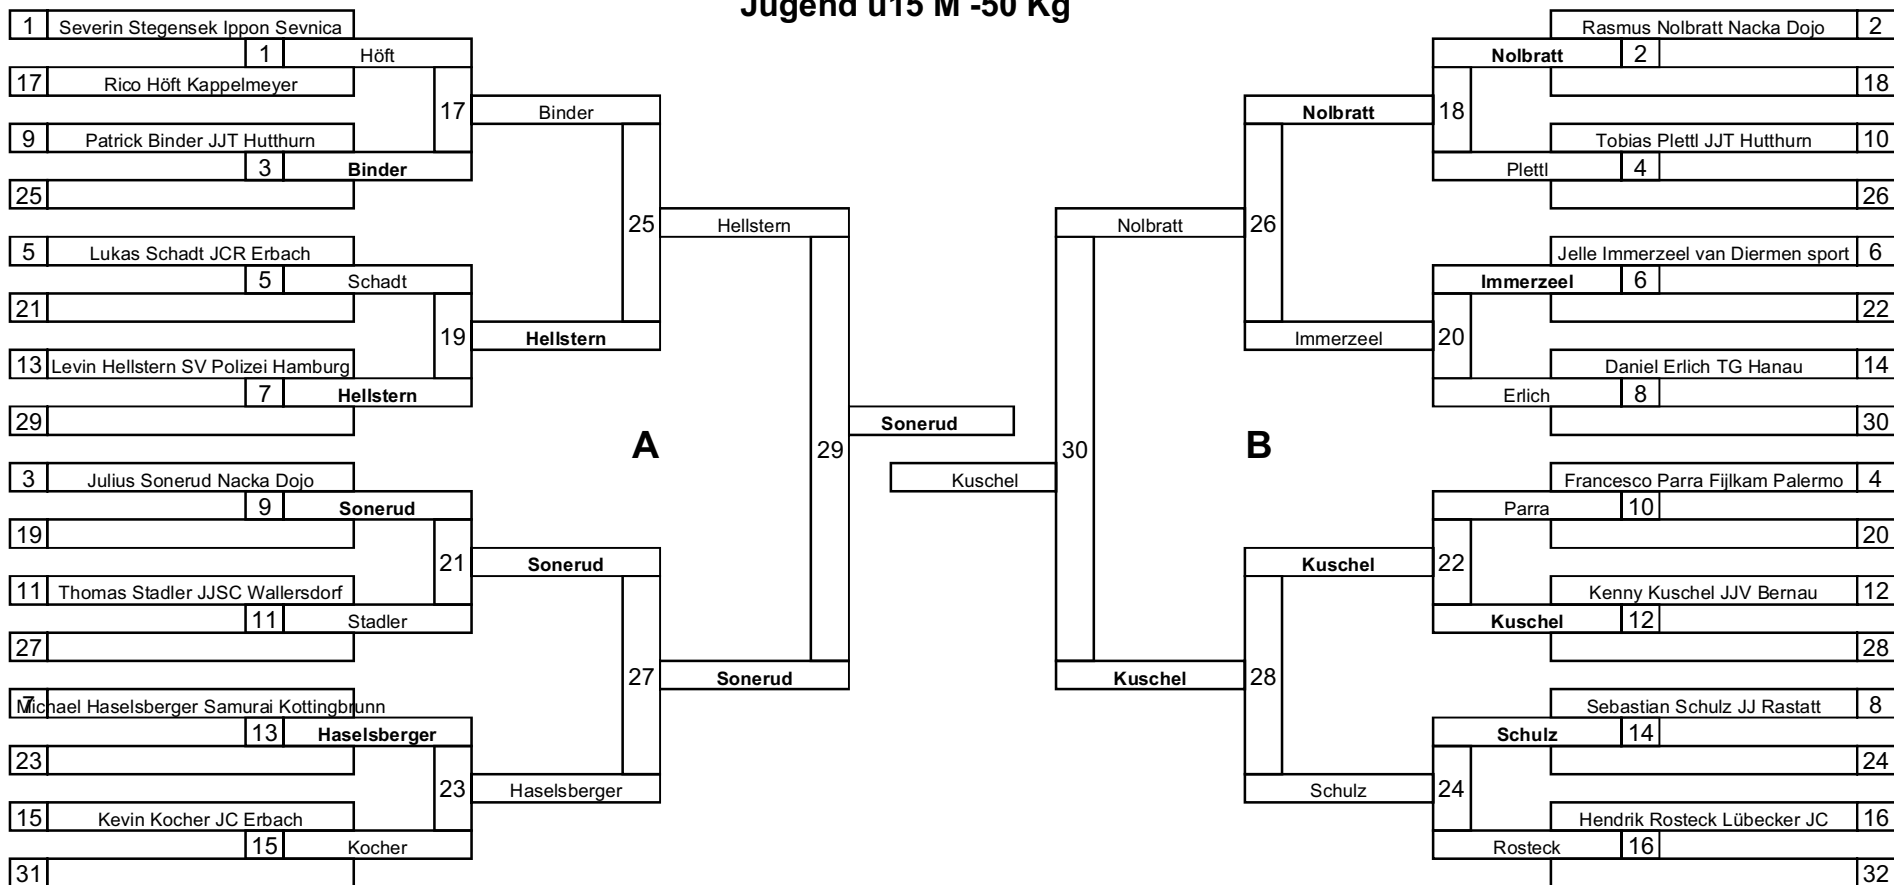 Jugend u15 M -50 Kg
1 Severin Stegensek Ippon Sevnica
1 Höft
17 Rico Höft Kappelmeyer
17 Binder
9 Patrick Binder JJT Hutthurn
3 Binder
25
25 Hellstern
5 Lukas Schadt JCR Erbach
5 Schadt
21
19 Hellstern
13 Levin Hellstern SV Polizei Hamburg
7 Hellstern
29
A
29 Sonerud
3 Julius Sonerud Nacka Dojo
9 Sonerud
19
21 Sonerud
11 Thomas Stadler JJSC Wallersdorf
11 Stadler
27
27 Sonerud
7 Michael Haselsberger Samurai Kottingbrunn
13 Haselsberger
23
23 Haselsberger
15 Kevin Kocher JC Erbach
15 Kocher
31
Rasmus Nolbratt Nacka Dojo 2
Nolbratt 2
18
Nolbratt 18
Tobias Plettl JJT Hutthurn 10
Plettl 4
26
Nolbratt 26
Jelle Immerzeel van Diermen sport 6
Immerzeel 6
22
Immerzeel 20
Daniel Erlich TG Hanau 14
Erlich 8
30
B
Kuschel 30
Francesco Parra Fijlkam Palermo 4
Parra 10
20
Kuschel 22
Kenny Kuschel JJV Bernau 12
Kuschel 12
28
Kuschel 28
Sebastian Schulz JJ Rastatt 8
Schulz 14
24
Schulz 24
Hendrik Rosteck Lübecker JC 16
Rosteck 16
32